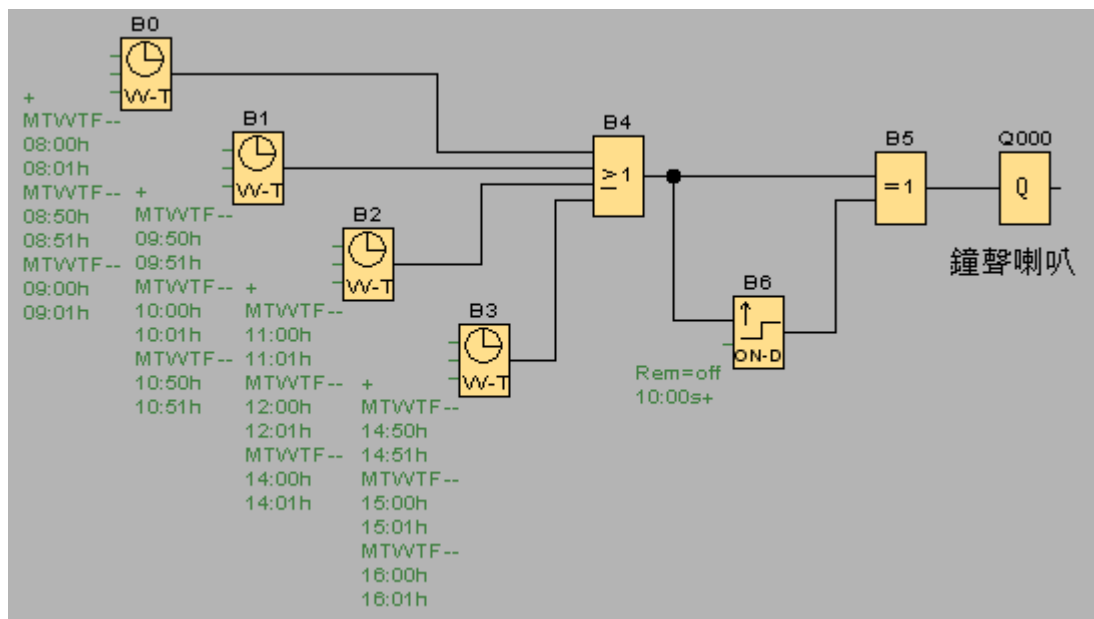 B0
W-T
+
MTWTF--
08:00h
08:01h
MTWTF--
08:50h
08:51h
MTWTF--
09:00h
09:01h
B1
W-T
+
MTWTF--
09:50h
09:51h
MTWTF--
10:00h
10:01h
MTWTF--
10:50h
10:51h
B2
W-T
+
MTWTF--
11:00h
11:01h
MTWTF--
12:00h
12:01h
MTWTF--
14:00h
14:01h
B3
W-T
+
MTWTF--
14:50h
14:51h
MTWTF--
15:00h
15:01h
MTWTF--
16:00h
16:01h
B4
≥1
B6
ON-D
Rem=off
10:00s+
B5
=1
Q000
Q
鐘聲喇叭